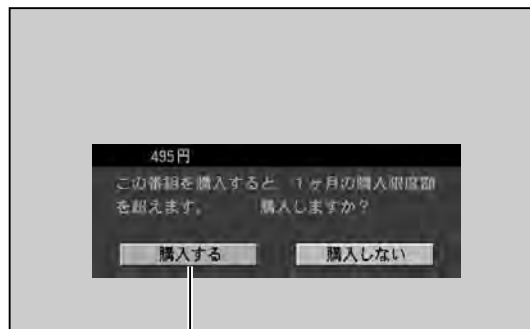 495円
この番組を購入すると 1ヶ月の購入限度額
を超えます。 購入しますか?
購入する 購入しない